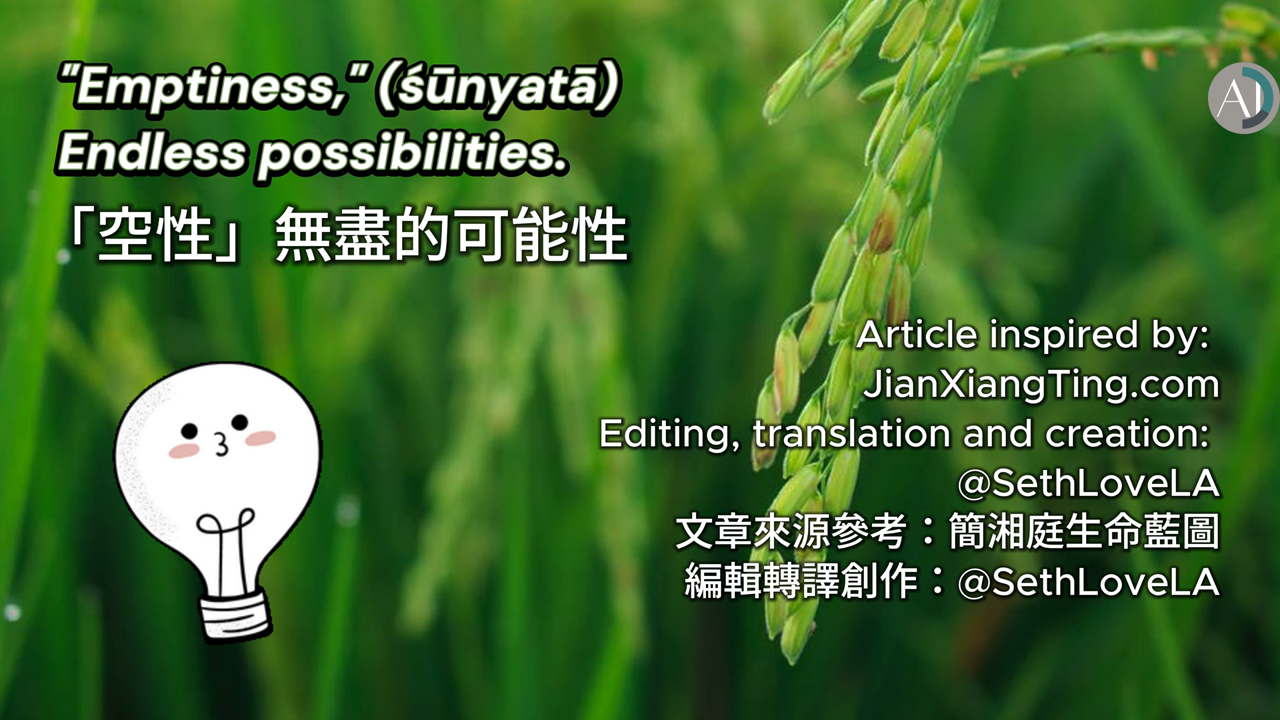 "Emptiness," (śūnyatā)
Endless possibilities.
「空性」無盡的可能性
Article inspired by:
JianXiangTing.com
Editing, translation and creation:
@SethLoveLA
文章來源參考：簡湘庭生命藍圖
編輯轉譯創作：@SethLoveLA